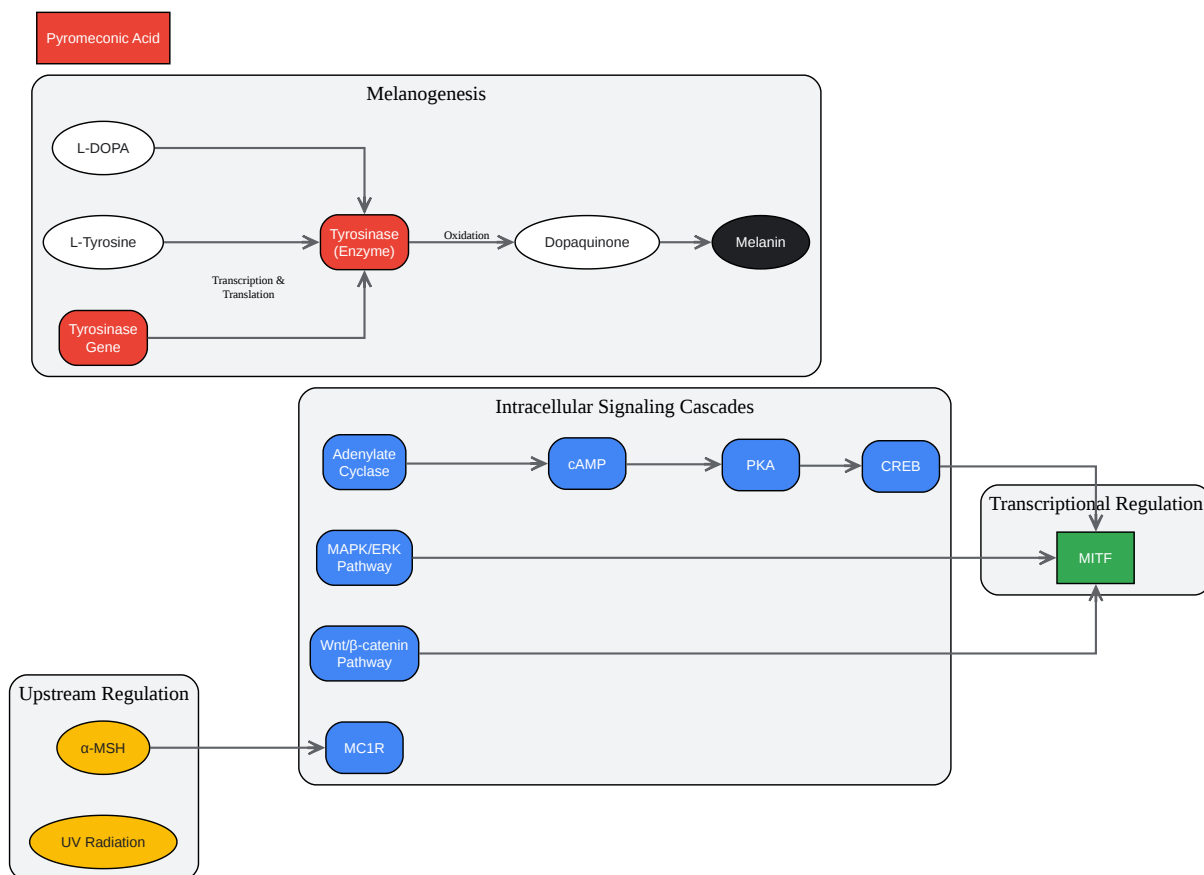 Pyromeconic Acid
Melanogenesis
L-DOPA
L-Tyrosine
Tyrosinase
(Enzyme)
Oxidation
Dopaquinone
Melanin
Transcription &
Translation
Tyrosinase
Gene
Intracellular Signaling Cascades
Adenylate
Cyclase
cAMP
PKA
CREB
Transcriptional Regulation
MAPK/ERK
Pathway
MITF
Wnt/β-catenin
Pathway
Upstream Regulation
α-MSH
MC1R
UV Radiation